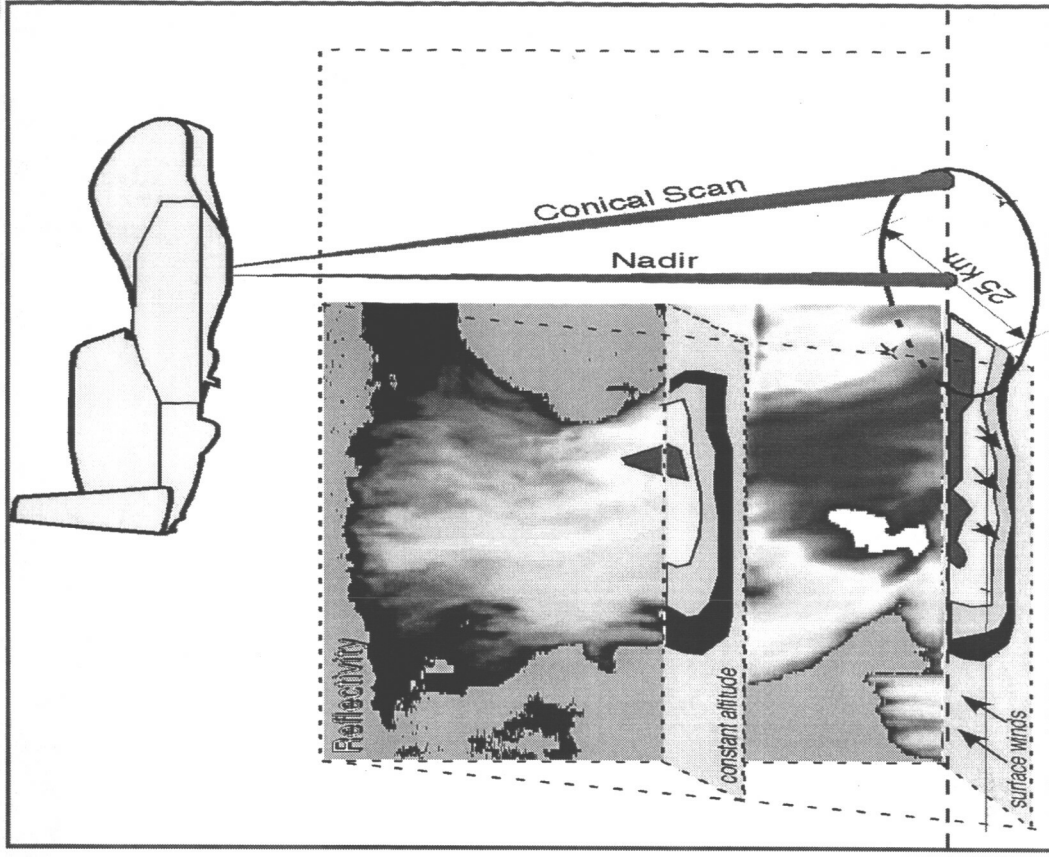 Conical Scan
Nadir
25 km
Reflectivity
constant altitude
surface winds